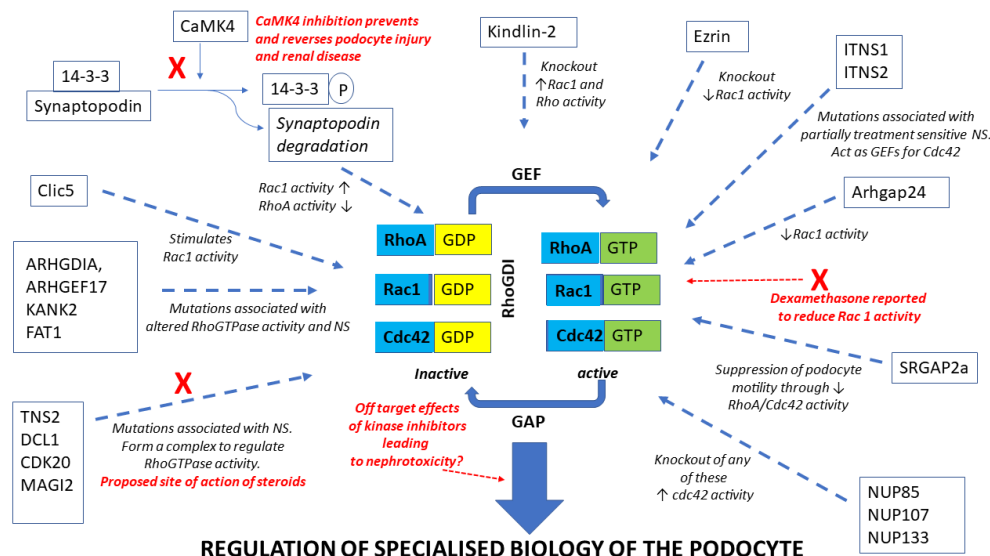 CaMK4
CaMK4 inhibition prevents
and reverses podocyte injury
and renal disease
X
14-3-3
Synaptopodin
14-3-3
P
Synaptopodin
degradation
Rac1 activity ↑
RhoA activity ↓
Kindlin-2
Knockout
↑Rac1 and
Rho activity
Ezrin
Knockout
↓Rac1 activity
ITNS1
ITNS2
Mutations associated with
partially treatment sensitive NS.
Act as GEFs for Cdc42
Clic5
Stimulates
Rac1 activity
Arhgap24
↓Rac1 activity
ARHGDIA,
ARHGEF17
KANK2
FAT1
Mutations associated with
altered RhoGTPase activity and NS
GEF
RhoA GDP
Rac1 GDP
Cdc42 GDP
Inactive
RhoGDI
RhoA GTP
Rac1 GTP
Cdc42 GTP
active
GAP
X
Dexamethasone reported
to reduce Rac 1 activity
SRGAP2a
Suppression of podocyte
motility through ↓
RhoA/Cdc42 activity
X
TNS2
DCL1
CDK20
MAGI2
Mutations associated with NS.
Form a complex to regulate
RhoGTPase activity.
Proposed site of action of steroids
Off target effects
of kinase inhibitors
leading
to nephrotoxicity?
Knockout of any
of these
↑ cdc42 activity
NUP85
NUP107
NUP133
REGULATION OF SPECIALISED BIOLOGY OF THE PODOCYTE